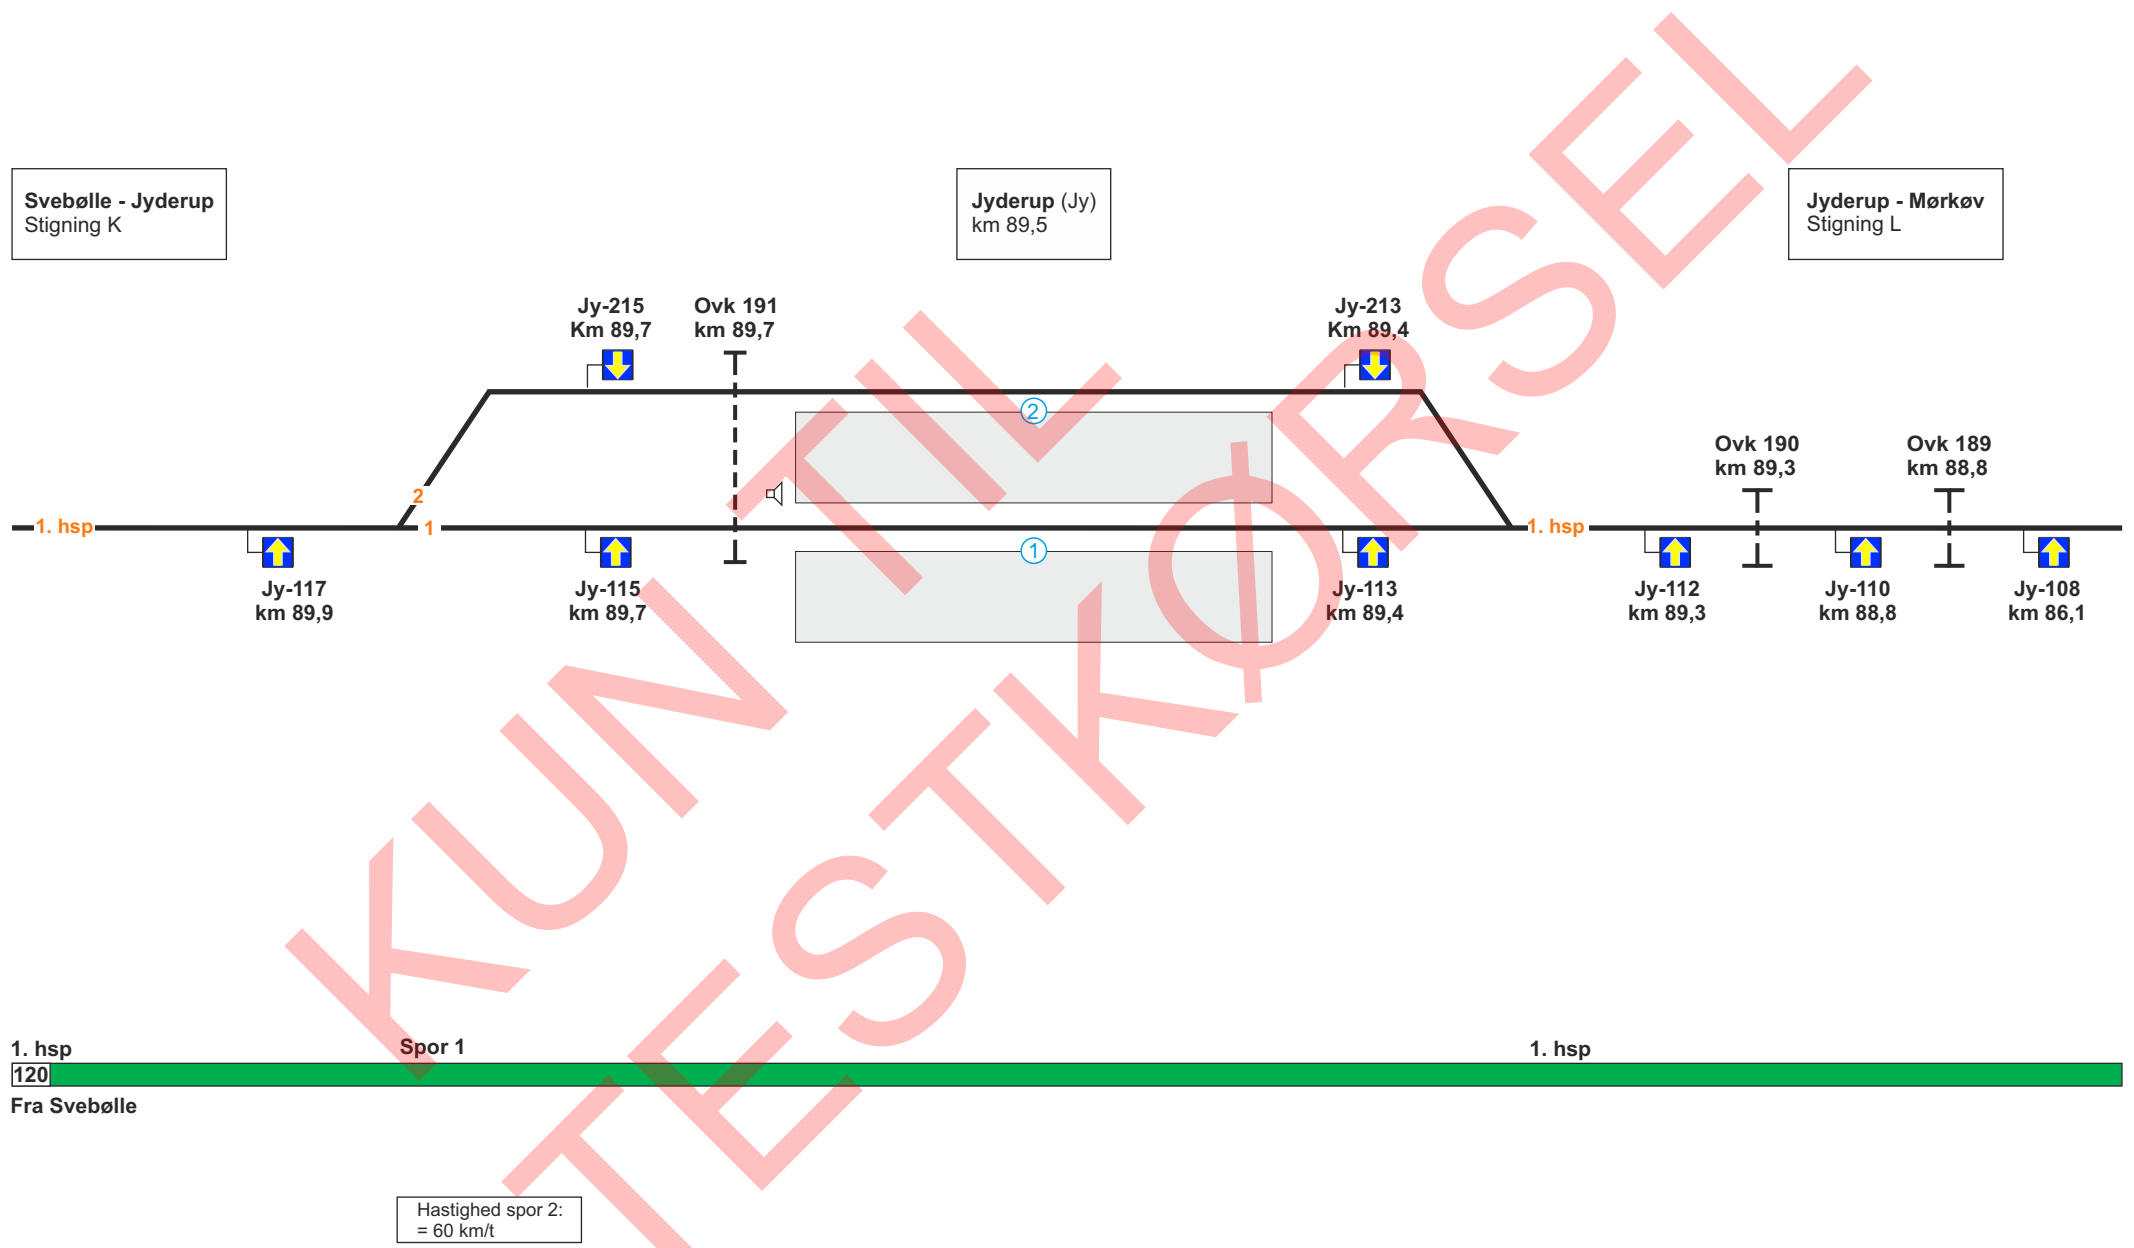 Svebølle - Jyderup
Stigning K
Jyderup (Jy)
km 89,5
Jyderup - Mørkøv
Stigning L
Jy-215
Km 89,7
Ovk 191
km 89,7
Jy-213
Km 89,4
2
Ovk 190
km 89,3
Ovk 189
km 88,8
2
1. hsp
1
1. hsp
1
Jy-117
km 89,9
Jy-115
km 89,7
Jy-113
km 89,4
Jy-112
km 89,3
Jy-110
km 88,8
Jy-108
km 86,1
KUN TIL
TESTKØRSEL
1. hsp
Spor 1
1. hsp
120
Fra Svebølle
Hastighed spor 2:
= 60 km/t